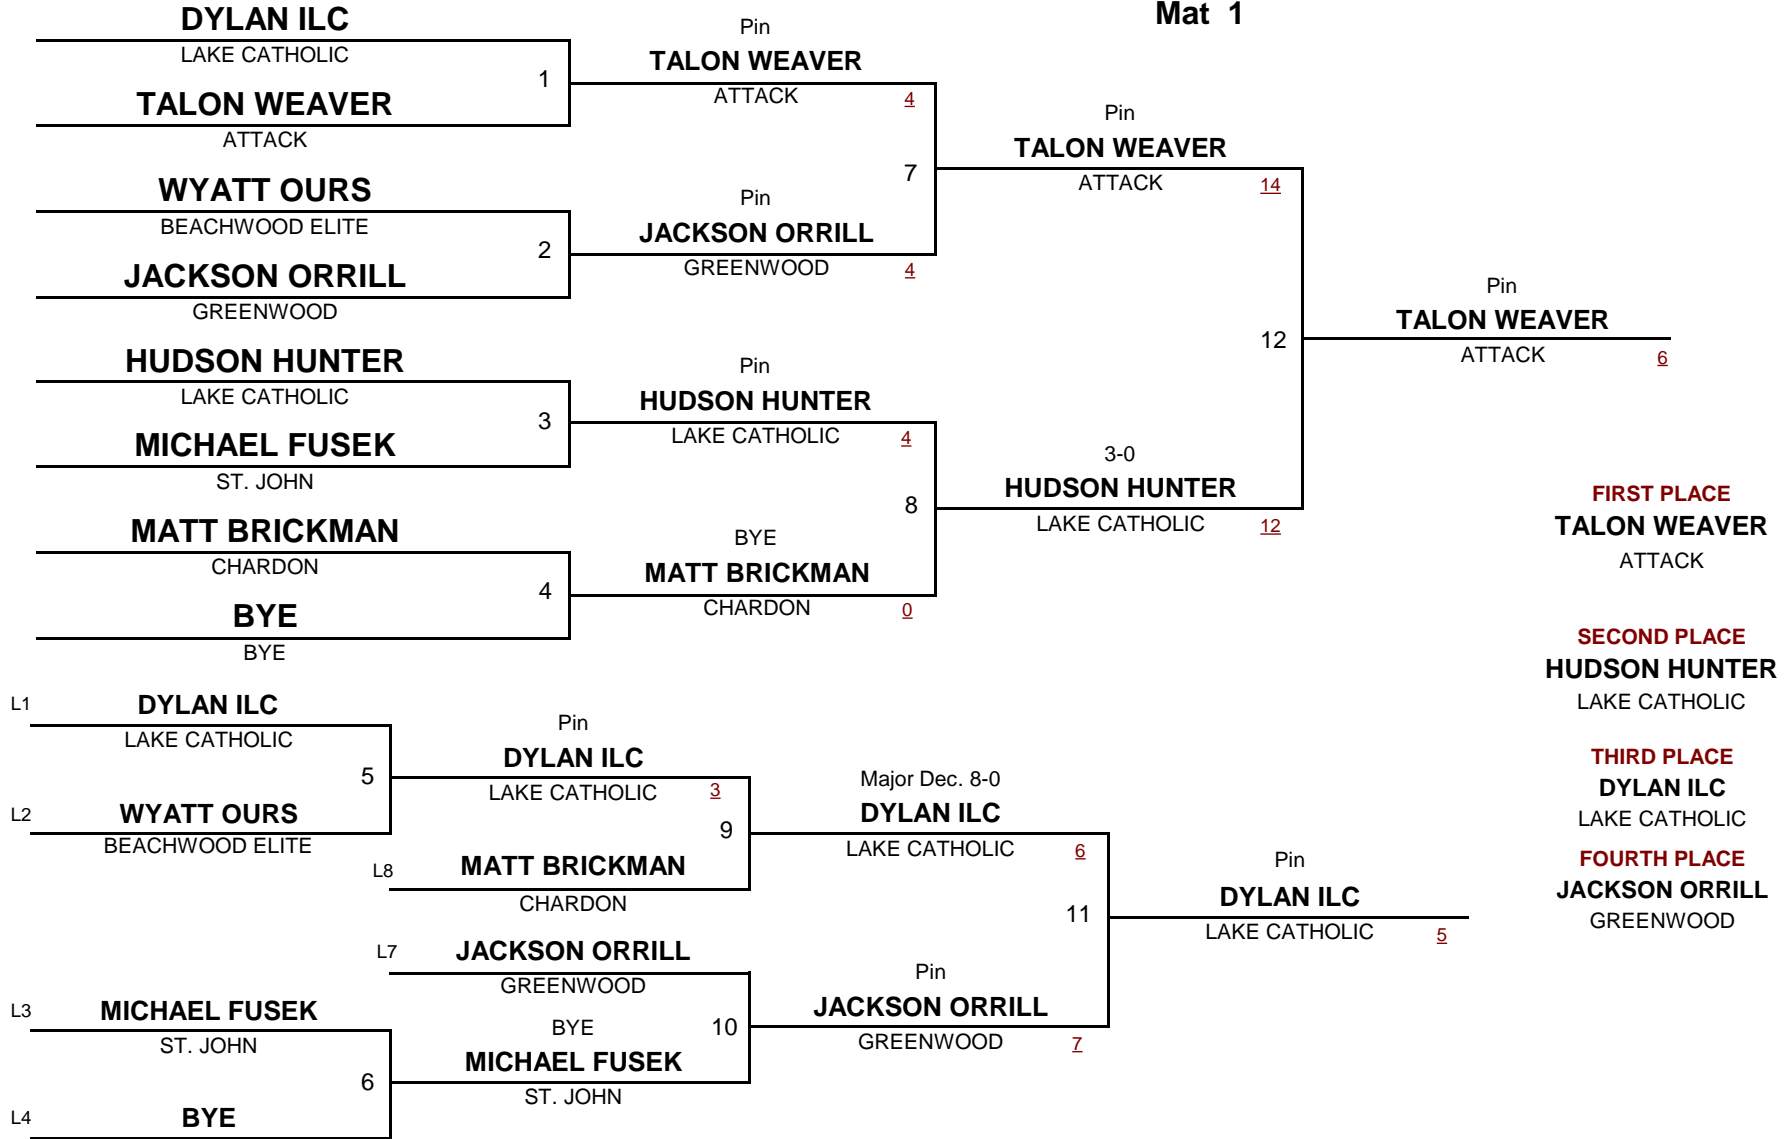 Mat 1
DYLAN ILC
LAKE CATHOLIC
1
TALON WEAVER
ATTACK
Pin
TALON WEAVER
ATTACK
4
WYATT OURS
BEACHWOOD ELITE
2
JACKSON ORRILL
GREENWOOD
Pin
JACKSON ORRILL
GREENWOOD
4
7
Pin
TALON WEAVER
ATTACK
14
HUDSON HUNTER
LAKE CATHOLIC
3
MICHAEL FUSEK
ST. JOHN
Pin
HUDSON HUNTER
LAKE CATHOLIC
4
MATT BRICKMAN
CHARDON
4
BYE
BYE
BYE
MATT BRICKMAN
CHARDON
0
8
3-0
HUDSON HUNTER
LAKE CATHOLIC
12
12
Pin
TALON WEAVER
ATTACK
6
FIRST PLACE
TALON WEAVER
ATTACK
SECOND PLACE
HUDSON HUNTER
LAKE CATHOLIC
THIRD PLACE
DYLAN ILC
LAKE CATHOLIC
FOURTH PLACE
JACKSON ORRILL
GREENWOOD
L1
DYLAN ILC
LAKE CATHOLIC
5
L2
WYATT OURS
BEACHWOOD ELITE
Pin
DYLAN ILC
LAKE CATHOLIC
3
9
L8
MATT BRICKMAN
CHARDON
Major Dec. 8-0
DYLAN ILC
LAKE CATHOLIC
6
L7
JACKSON ORRILL
GREENWOOD
L3
MICHAEL FUSEK
ST. JOHN
6
L4
BYE
BYE
MICHAEL FUSEK
ST. JOHN
10
Pin
JACKSON ORRILL
GREENWOOD
7
11
Pin
DYLAN ILC
LAKE CATHOLIC
5